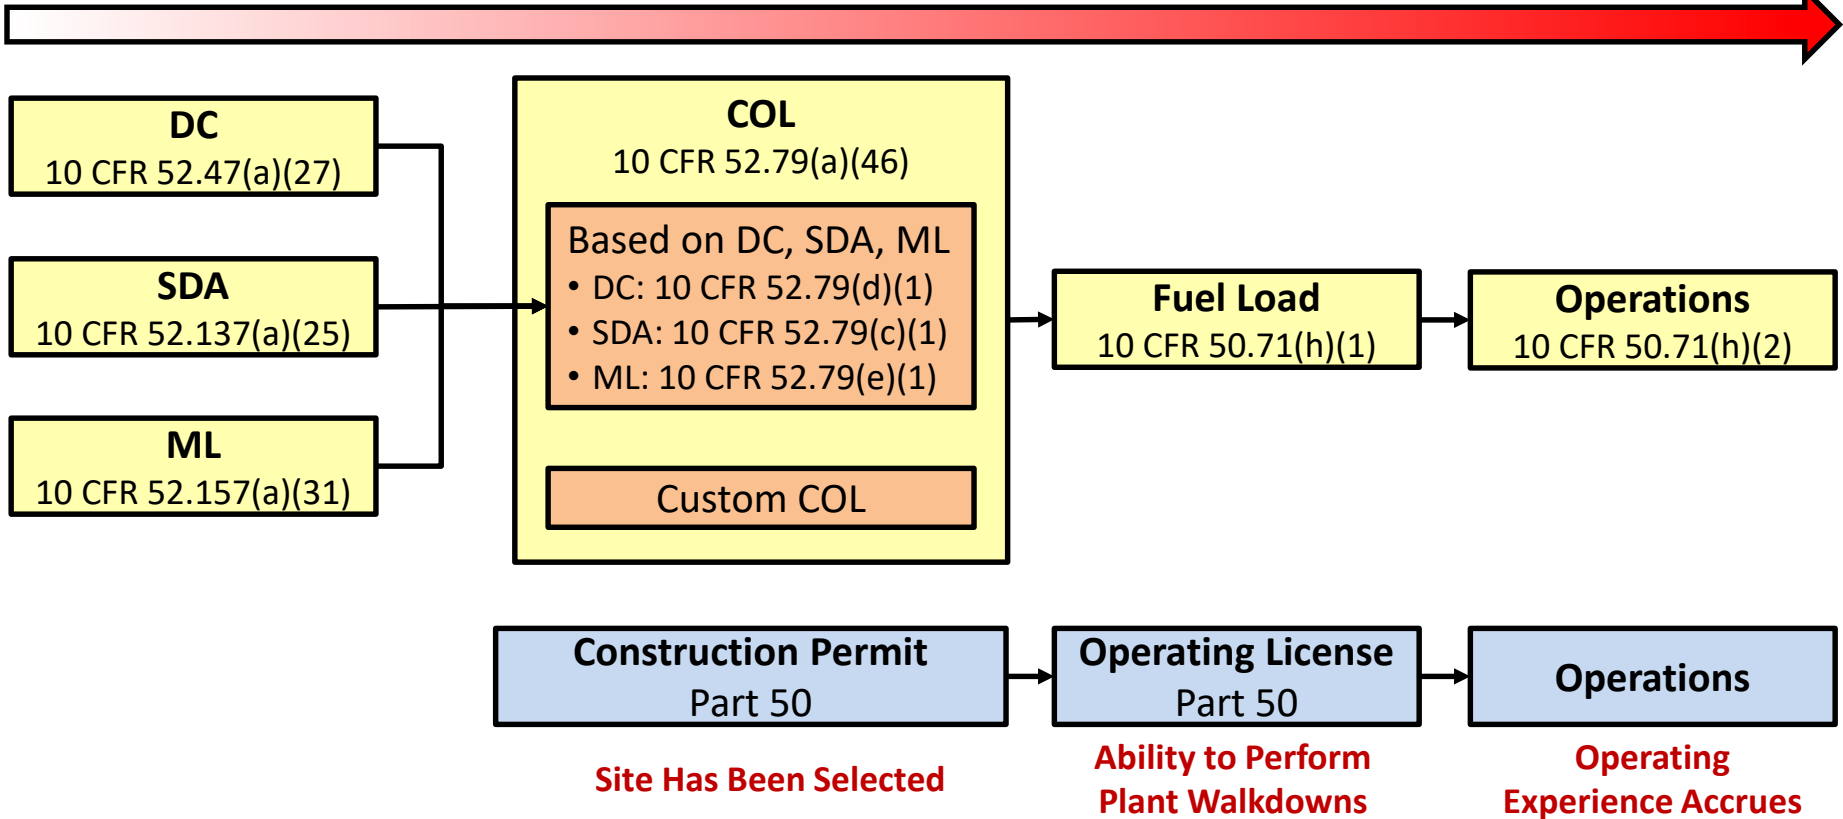 DC
10 CFR 52.47(a)(27)
SDA
10 CFR 52.137(a)(25)
ML
10 CFR 52.157(a)(31)
COL
10 CFR 52.79(a)(46)
Based on DC, SDA, ML
• DC: 10 CFR 52.79(d)(1)
• SDA: 10 CFR 52.79(c)(1)
• ML: 10 CFR 52.79(e)(1)
Custom COL
Fuel Load
10 CFR 50.71(h)(1)
Operations
10 CFR 50.71(h)(2)
Construction Permit
Part 50
Operating License
Part 50
Operations
Site Has Been Selected
Ability to Perform
Plant Walkdowns
Operating
Experience Accrues